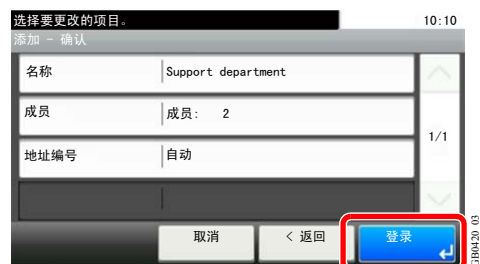 选择要更改的项目。 10:10
添加 - 确认
名称 Support department
成员 成员: 2
1/1
地址编号 自动
取消 < 返回 登录
GB0420_03